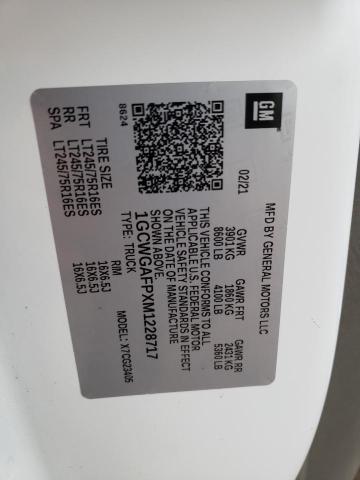 GM
MFD BY GENERAL MOTORS LLC
02/21
GVWR GAWR FRT GAWR RR
3901 KG 1860 KG 2431 KG
8600 LB 4100 LB 5360 LB
THIS VEHICLE CONFORMS TO ALL
APPLICABLE U.S. FEDERAL MOTOR
VEHICLE SAFETY STANDARDS IN EFFECT
ON THE DATE OF MANUFACTURE
SHOWN ABOVE.
1GCWGAFPXM1228717
TYPE: TRUCK MODEL: X7CG23405
8624
TIRE SIZE RIM
FRT LT245/75R16ES 16X6.5J
RR LT245/75R16ES 16X6.5J
SPA LT245/75R16ES 16X6.5J